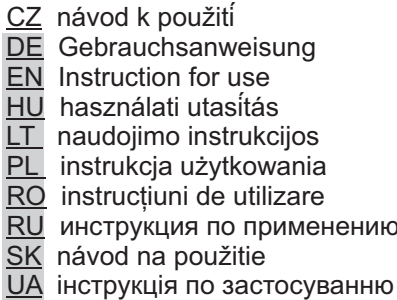 CZ návod k použití
DE Gebrauchsanweisung
EN Instruction for use
HU használati utasítás
LT naudojimo instrukcijos
PL instrukcja użytkowania
RO instrucțiuni de utilizare
RU инструкция по применению
SK návod na použitie
UA інструкція по застосуванню